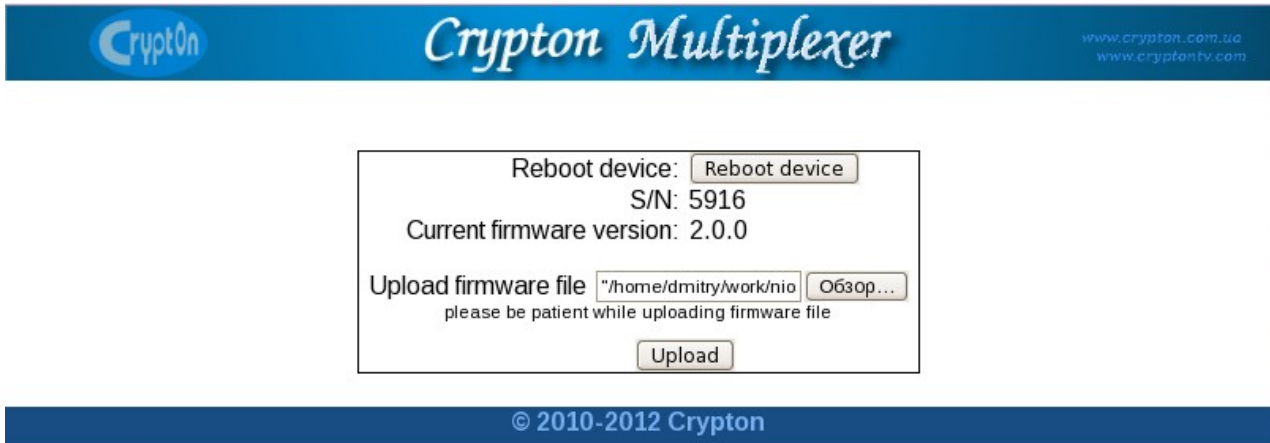 Crypt0n
Crypton Multiplexer
www.crypton.com.ua
www.cryptontv.com
Reboot device: Reboot device
S/N: 5916
Current firmware version: 2.0.0
Upload firmware file "/home/dmitry/work/nio Обзор...
please be patient while uploading firmware file
Upload
© 2010-2012 Crypton